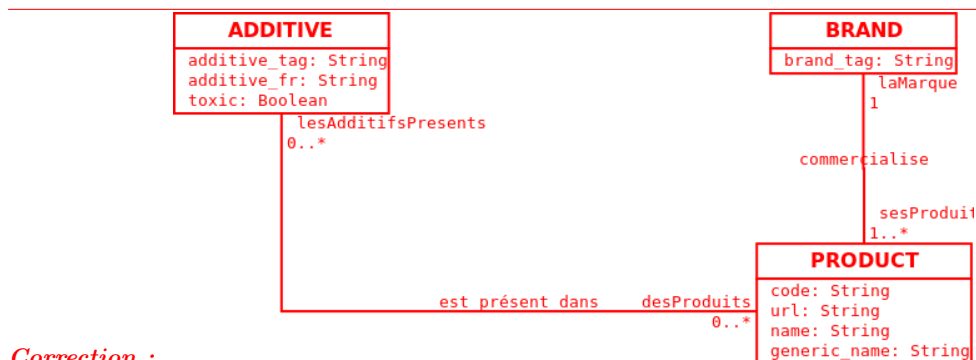 ADDITIVE
additive_tag: String
additive_fr: String
toxic: Boolean
lesAdditifsPresents
0..*
BRAND
brand_tag: String
laMarque
1
commercialise
sesProduit
1..*
PRODUCT
code: String
url: String
name: String
generic_name: String
est présent dans
desProduits
0..*
Correction :